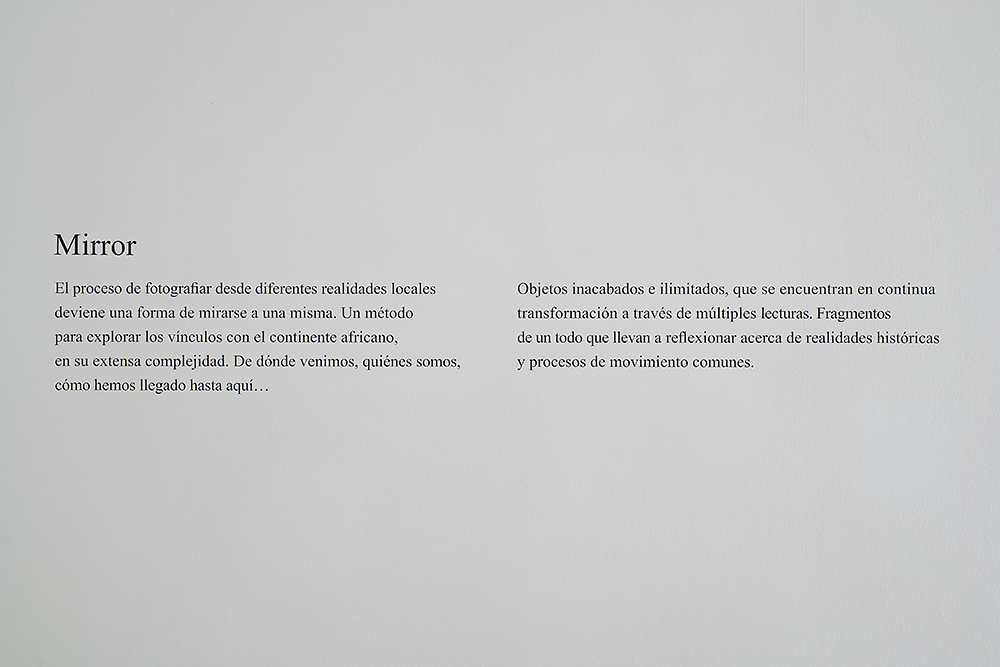 Mirror
El proceso de fotografiar desde diferentes realidades locales
deviene una forma de mirarse a una misma. Un método
para explorar los vínculos con el continente africano,
en su extensa complejidad. De dónde venimos, quiénes somos,
cómo hemos llegado hasta aquí…
Objetos inacabados e ilimitados, que se encuentran en continua
transformación a través de múltiples lecturas. Fragmentos
de un todo que llevan a reflexionar acerca de realidades históricas
y procesos de movimiento comunes.